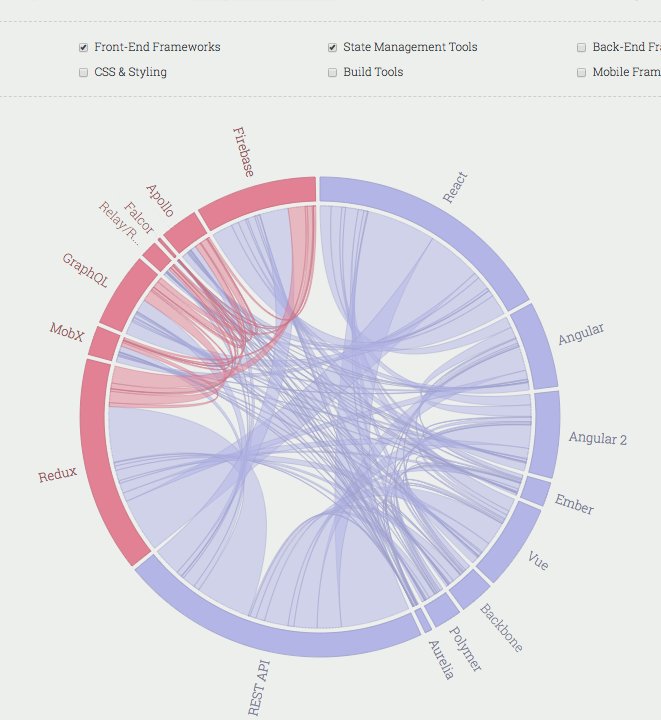 Front-End Frameworks
State Management Tools
Back-End Fra
CSS & Styling
Build Tools
Mobile Fram
Firebase
React
Apollo
Falcor
Relay/R...
GraphQL
MobX
Redux
REST API
Angular
Angular 2
Ember
Vue
Backbone
Polymer
Aurelia